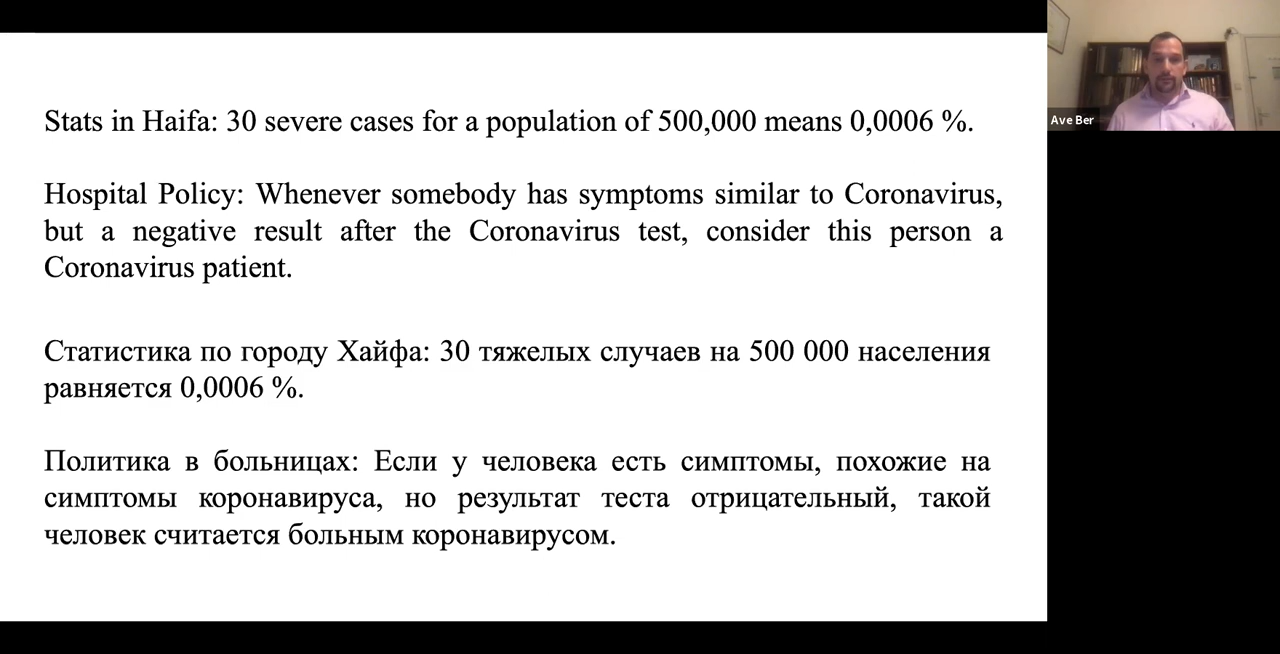 Stats in Haifa: 30 severe cases for a population of 500,000 means 0,0006 %.
Hospital Policy: Whenever somebody has symptoms similar to Coronavirus,
but a negative result after the Coronavirus test, consider this person a
Coronavirus patient.
Статистика по городу Хайфа: 30 тяжелых случаев на 500 000 населения
равняется 0,0006 %.
Политика в больницах: Если у человека есть симптомы, похожие на
симптомы коронавируса, но результат теста отрицательный, такой
человек считается больным коронавирусом.
Ave Ber